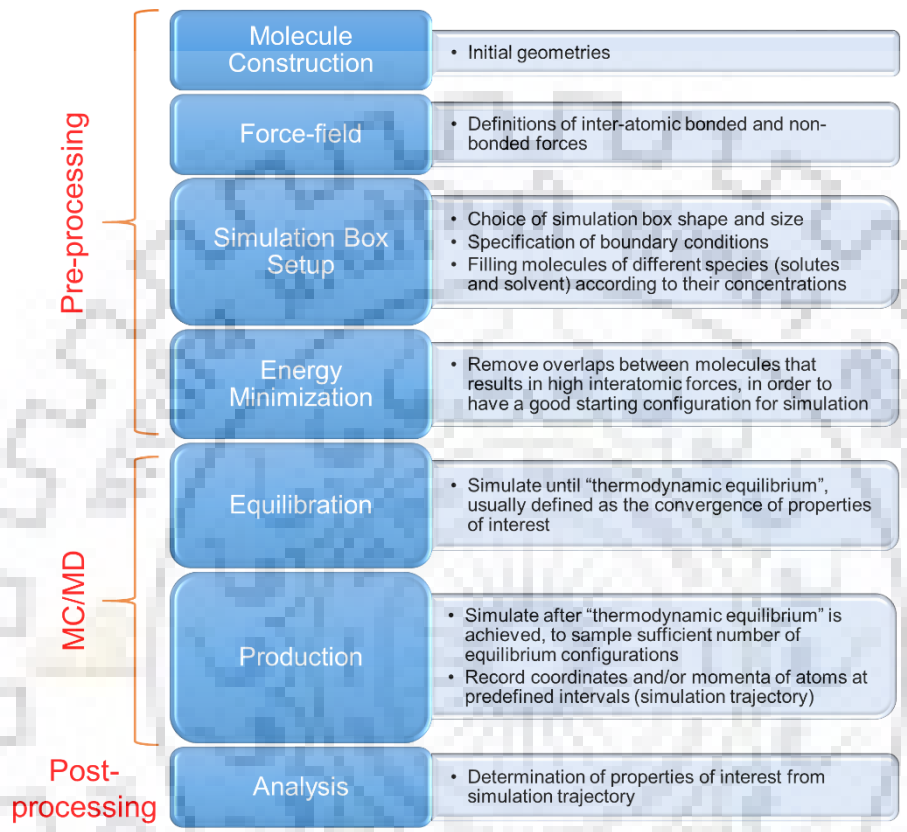 Pre-processing
Molecule
Construction
• Initial geometries
Force-field
• Definitions of inter-atomic bonded and non-
bonded forces
Simulation Box
Setup
• Choice of simulation box shape and size
• Specification of boundary conditions
• Filling molecules of different species (solutes
and solvent) according to their concentrations
Energy
Minimization
• Remove overlaps between molecules that
results in high interatomic forces, in order to
have a good starting configuration for simulation
MC/MD
Equilibration
• Simulate until “thermodynamic equilibrium”,
usually defined as the convergence of properties
of interest
Production
• Simulate after “thermodynamic equilibrium” is
achieved, to sample sufficient number of
equilibrium configurations
• Record coordinates and/or momenta of atoms at
predefined intervals (simulation trajectory)
Post-
processing
Analysis
• Determination of properties of interest from
simulation trajectory